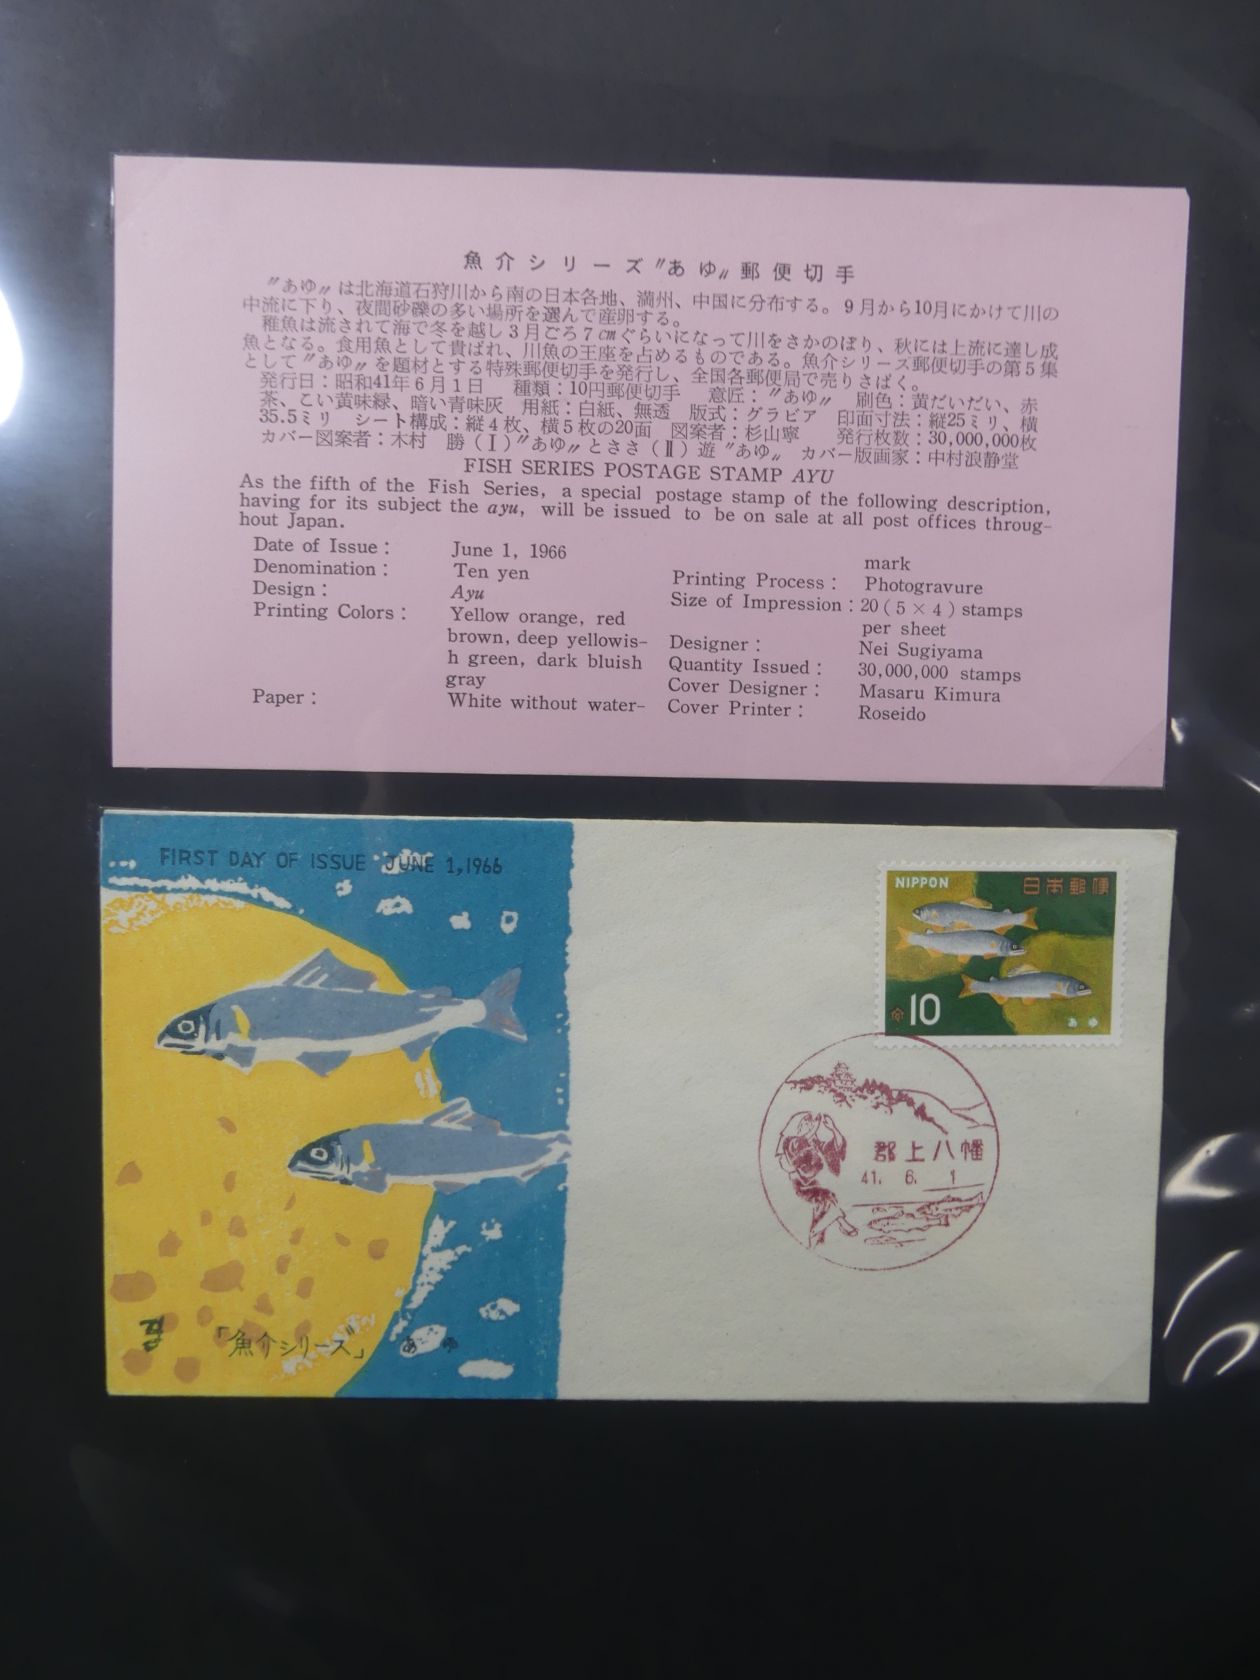 魚介シリーズ〝あゆ〟郵便切手
〝あゆ〟は北海道石狩川から南の日本各地、満州、中国に分布する。9月から10月にかけて川の
中流に下り、夜間砂礫の多い場所を選んで産卵する。
稚魚は流されて海で冬を越し3月ごろ7cmぐらいになって川をさかのぼり、秋には上流に達し成
魚となる。食用魚として貴ばれ、川魚の王座を占めるものである。魚介シリーズ郵便切手の第5集
として〝あゆ〟を題材とする特殊郵便切手を発行し、全国各郵便局で売りさばく。
発行日:昭和41年6月1日 種類:10円郵便切手 意匠:〝あゆ〟 刷色:黄だいだい、赤
茶、こい黄味緑、暗い青味灰 用紙:白紙、無透 版式:グラビア 印面寸法:縦25ミリ、横
35.5ミリ シート構成:縦4枚、横5枚の20面 図案者:杉山寧 発行枚数:30,000,000枚
カバー図案者:木村 勝(Ⅰ)〝あゆ〟とささ(Ⅱ)遊〝あゆ〟 カバー版画家:中村浪静堂
FISH SERIES POSTAGE STAMP AYU
As the fifth of the Fish Series, a special postage stamp of the following description,
having for its subject the ayu, will be issued to be on sale at all post offices throug-
hout Japan.
Date of Issue: June 1, 1966
Denomination: Ten yen
Design: Ayu
Printing Colors: Yellow orange, red
brown, deep yellowis-
h green, dark bluish
gray
Paper: White without water-
mark
Printing Process: Photogravure
Size of Impression: 20(5×4)stamps
per sheet
Designer: Nei Sugiyama
Quantity Issued: 30,000,000 stamps
Cover Designer: Masaru Kimura
Cover Printer: Roseido
FIRST DAY OF ISSUE JUNE 1, 1966
NIPPON 日本郵便
10
あゆ
郡上八幡
41. 6. 1
「魚介シリーズ」 あゆ